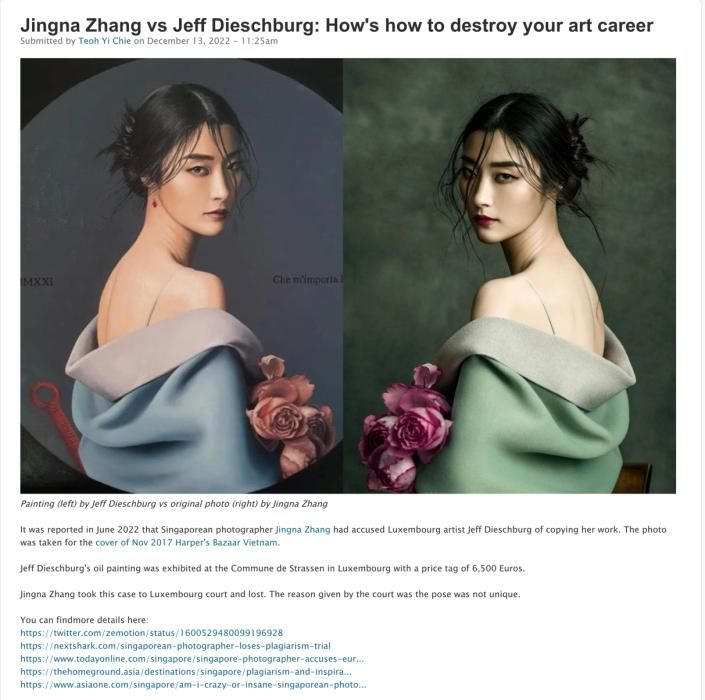 Jingna Zhang vs Jeff Dieschburg: How's how to destroy your art career
Submitted by Teoh Yi Chie on December 13, 2022 - 11:25am
MXXI
Che m'importa
Painting (left) by Jeff Dieschburg vs original photo (right) by Jingna Zhang
It was reported in June 2022 that Singaporean photographer Jingna Zhang had accused Luxembourg artist Jeff Dieschburg of copying her work. The photo
was taken for the cover of Nov 2017 Harper's Bazaar Vietnam.
Jeff Dieschburg's oil painting was exhibited at the Commune de Strassen in Luxembourg with a price tag of 6,500 Euros.
Jingna Zhang took this case to Luxembourg court and lost. The reason given by the court was the pose was not unique.
You can findmore details here:
https://twitter.com/zemotion/status/1600529480099196928
https://nextshark.com/singaporean-photographer-loses-plagiarism-trial
https://www.todayonline.com/singapore/singapore-photographer-accuses-eur...
https://thehomeground.asia/destinations/singapore/plagiarism-and-inspira...
https://www.asiaone.com/singapore/am-i-crazy-or-insane-singaporean-photo...